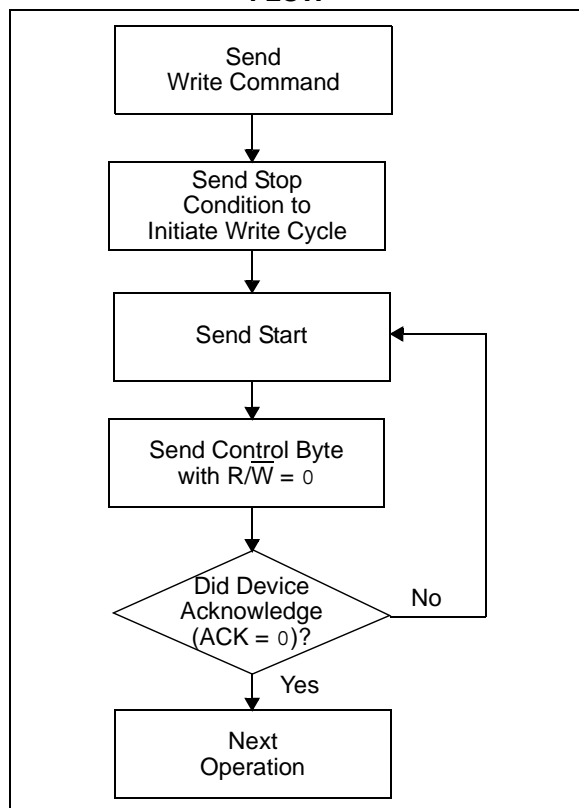 Send
Write Command
Send Stop
Condition to
Initiate Write Cycle
Send Start
Send Control Byte
with R/W̅ = 0
Did Device
Acknowledge
(ACK = 0)?
No
Yes
Next
Operation